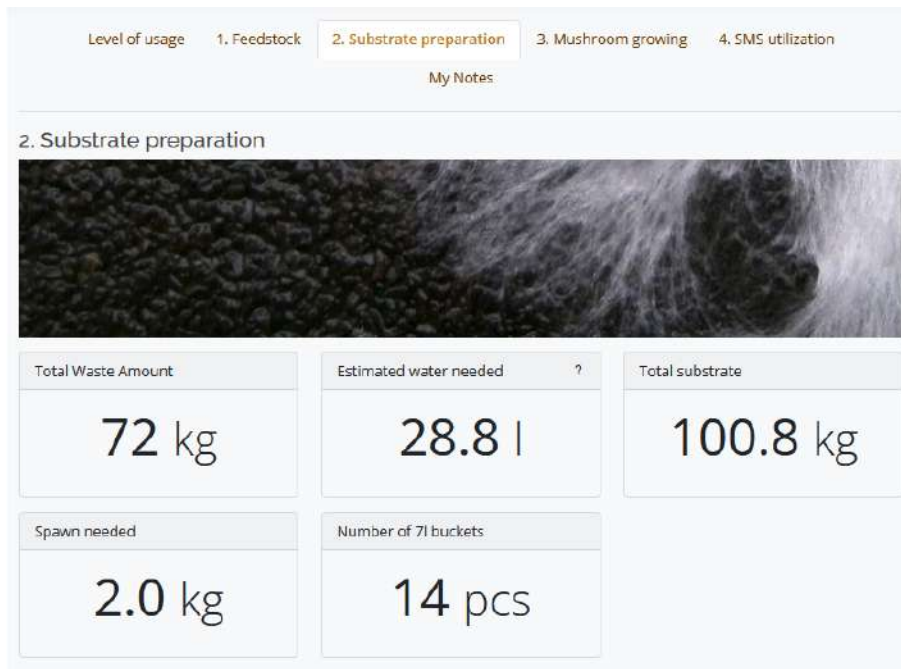 Level of usage 1. Feedstock 2. Substrate preparation 3. Mushroom growing 4. SMS utilization
My Notes
2. Substrate preparation
Total Waste Amount
72 kg
Estimated water needed ?
28.8 l
Total substrate
100.8 kg
Spawn needed
2.0 kg
Number of 7l buckets
14 pcs